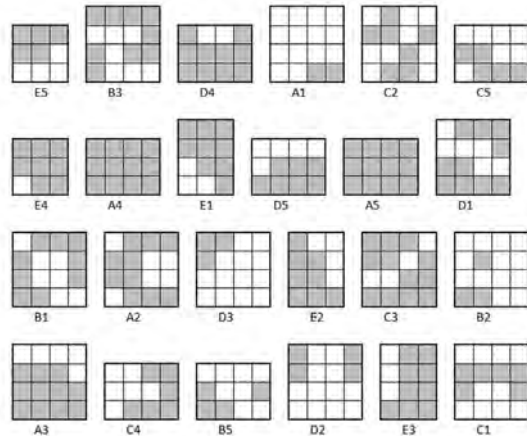 E5 B3 D4 A1 C2 C5
E4 A4 E1 D5 A5 D1
B1 A2 D3 E2 C3 B2
A3 C4 B5 D2 E3 C1